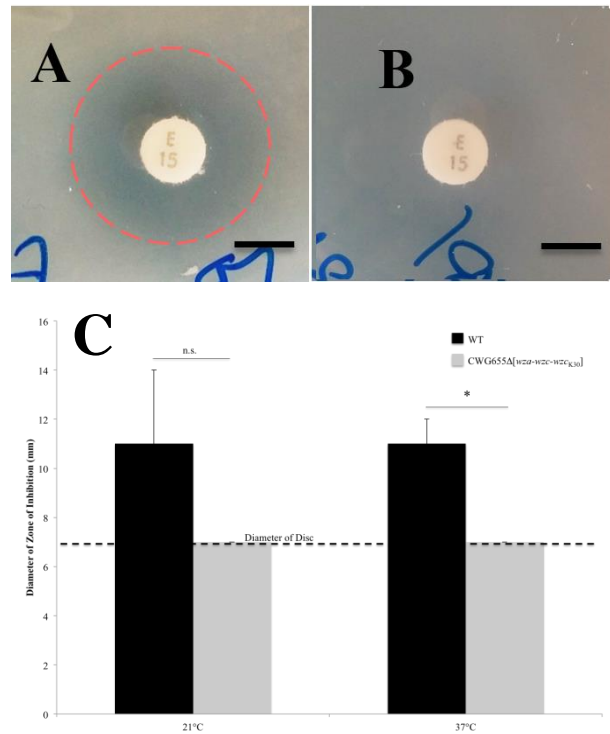 A
B
E
15
E
15
C
16
14
12
10
8
6
4
2
0
Diameter of Zone of Inhibition (mm)
n.s.
*
WT
CWG655Δ[wza-wzc-wzcK30]
Diameter of Disc
21°C
37°C